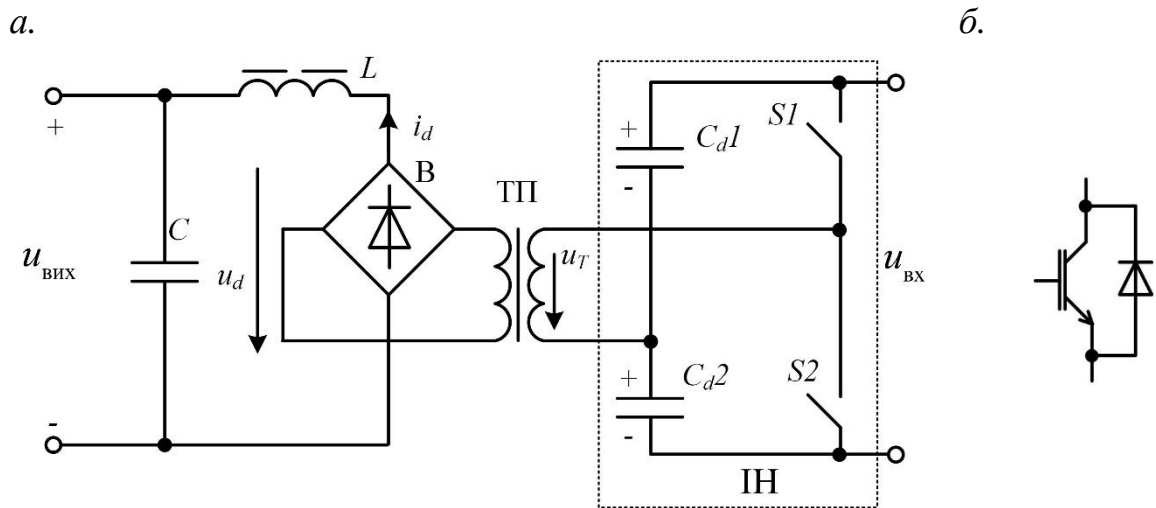 а.
б.
L
i_d
В
ТП
C
u_вих
u_d
u_T
+
-
+
-
+
-
C_d1
C_d2
S1
S2
u_вх
ІН